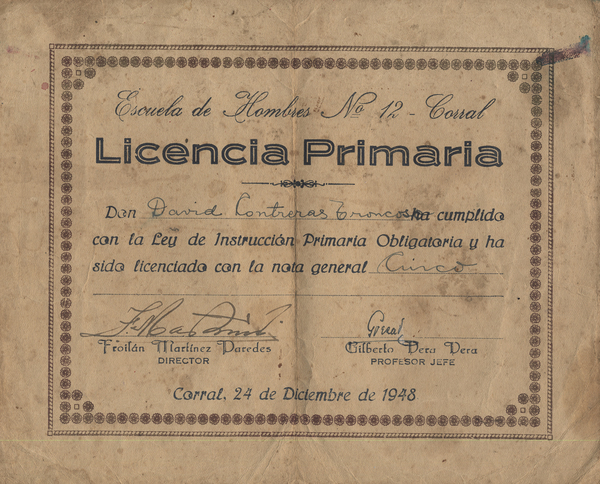 Escuela de Hombres No 12 - Corral
Licencia Primaria
Don David Contreras Troncoso ha cumplido
con la Ley de Instrucción Primaria Obligatoria y ha
sido licenciado con la nota general Cinco
Froilán Martínez Paredes
DIRECTOR
Gilberto Vera Vera
PROFESOR JEFE
Corral, 24 de Diciembre de 1948